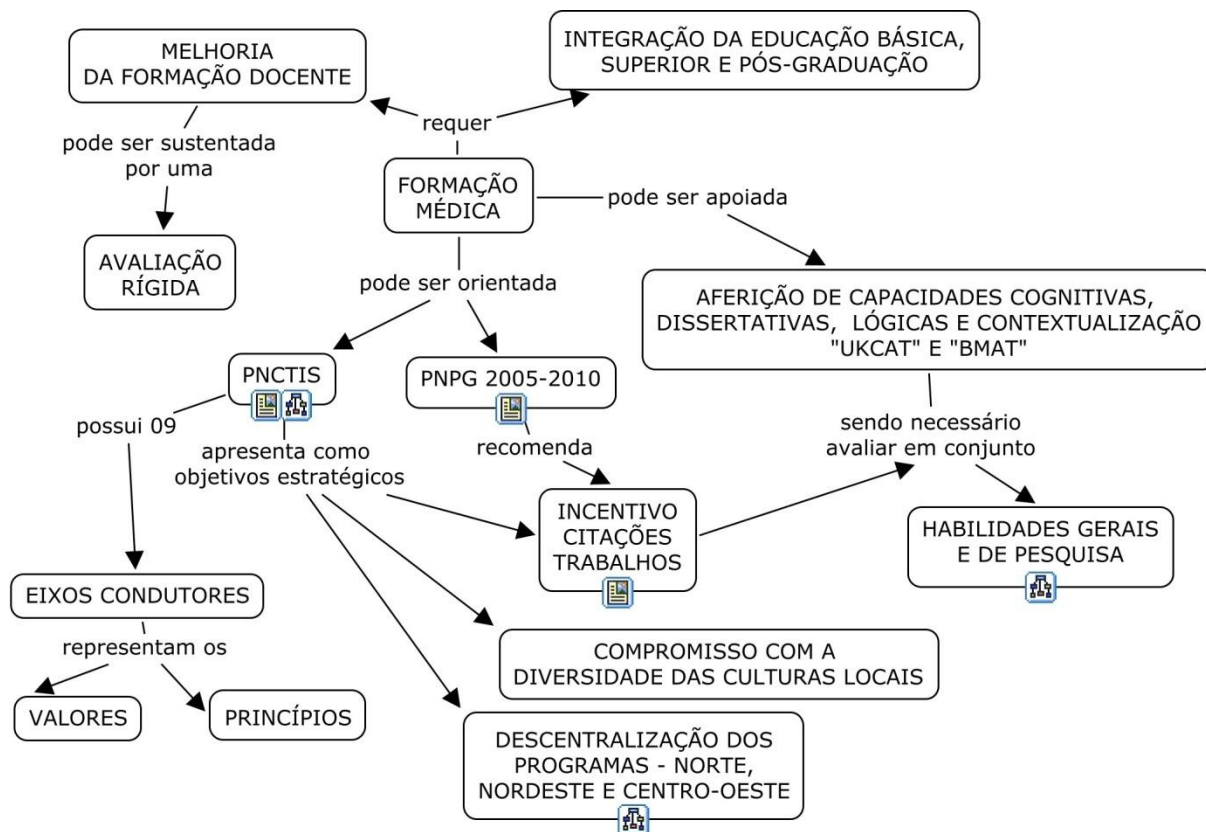 MELHORIA
DA FORMAÇÃO DOCENTE
INTEGRAÇÃO DA EDUCAÇÃO BÁSICA,
SUPERIOR E PÓS-GRADUAÇÃO
requer
pode ser sustentada
por uma
FORMAÇÃO
MÉDICA
pode ser apoiada
AVALIAÇÃO
RÍGIDA
pode ser orientada
AFERIÇÃO DE CAPACIDADES COGNITIVAS,
DISSERTATIVAS, LÓGICAS E CONTEXTUALIZAÇÃO
"UKCAT" E "BMAT"
PNCTIS
PNPG 2005-2010
possui 09
apresenta como
objetivos estratégicos
recomenda
sendo necessário
avaliar em conjunto
INCENTIVO
CITAÇÕES
TRABALHOS
HABILIDADES GERAIS
E DE PESQUISA
EIXOS CONDUTORES
representam os
VALORES
PRINCÍPIOS
COMPROMISSO COM A
DIVERSIDADE DAS CULTURAS LOCAIS
DESCENTRALIZAÇÃO DOS
PROGRAMAS - NORTE,
NORDESTE E CENTRO-OESTE